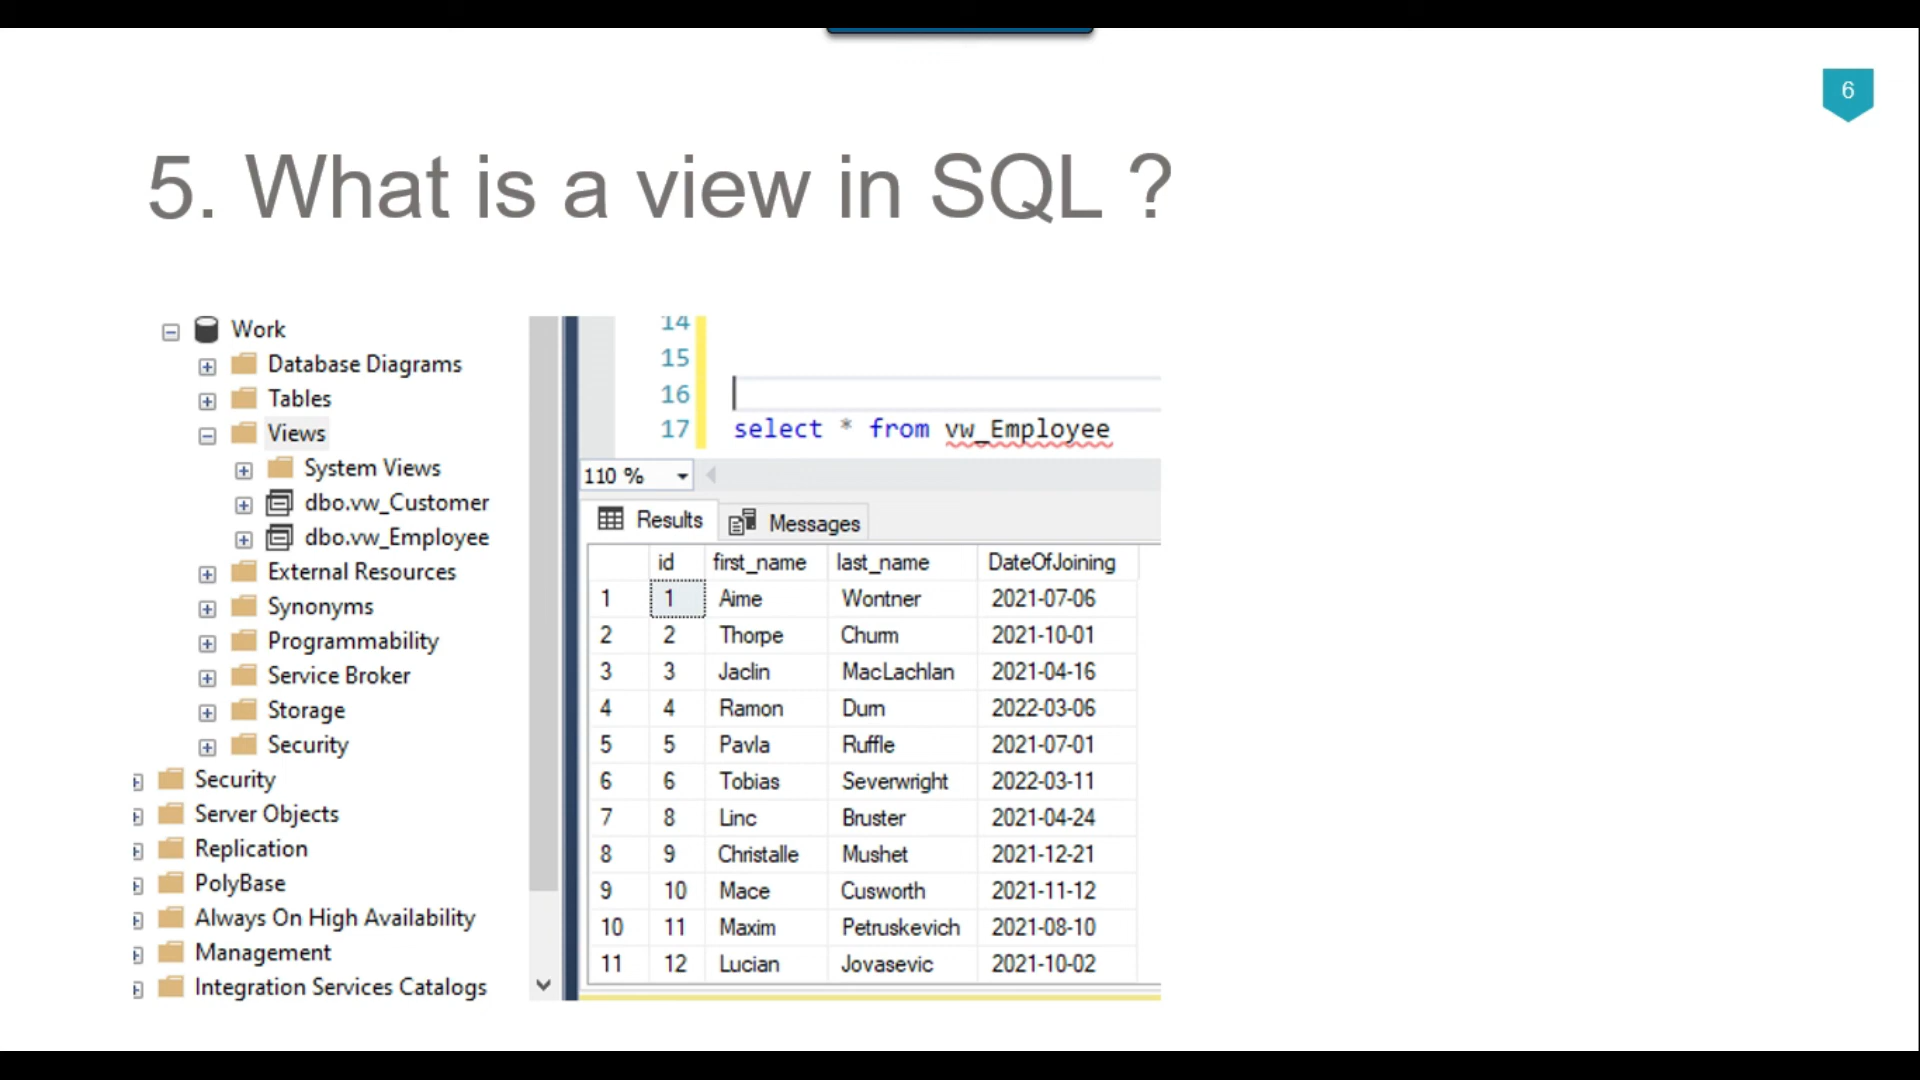 6
5. What is a view in SQL ?
Work
Database Diagrams
Tables
Views
System Views
dbo.vw_Customer
dbo.vw_Employee
External Resources
Synonyms
Programmability
Service Broker
Storage
Security
Security
Server Objects
Replication
PolyBase
Always On High Availability
Management
Integration Services Catalogs
14
15
16
17 select * from vw_Employee
110 %
Results Messages
id first_name last_name DateOfJoining
1 1 Aime Wontner 2021-07-06
2 2 Thorpe Churm 2021-10-01
3 3 Jaclin MacLachlan 2021-04-16
4 4 Ramon Durn 2022-03-06
5 5 Pavla Ruffle 2021-07-01
6 6 Tobias Severwright 2022-03-11
7 8 Linc Bruster 2021-04-24
8 9 Christalle Mushet 2021-12-21
9 10 Mace Cusworth 2021-11-12
10 11 Maxim Petruskevich 2021-08-10
11 12 Lucian Jovasevic 2021-10-02